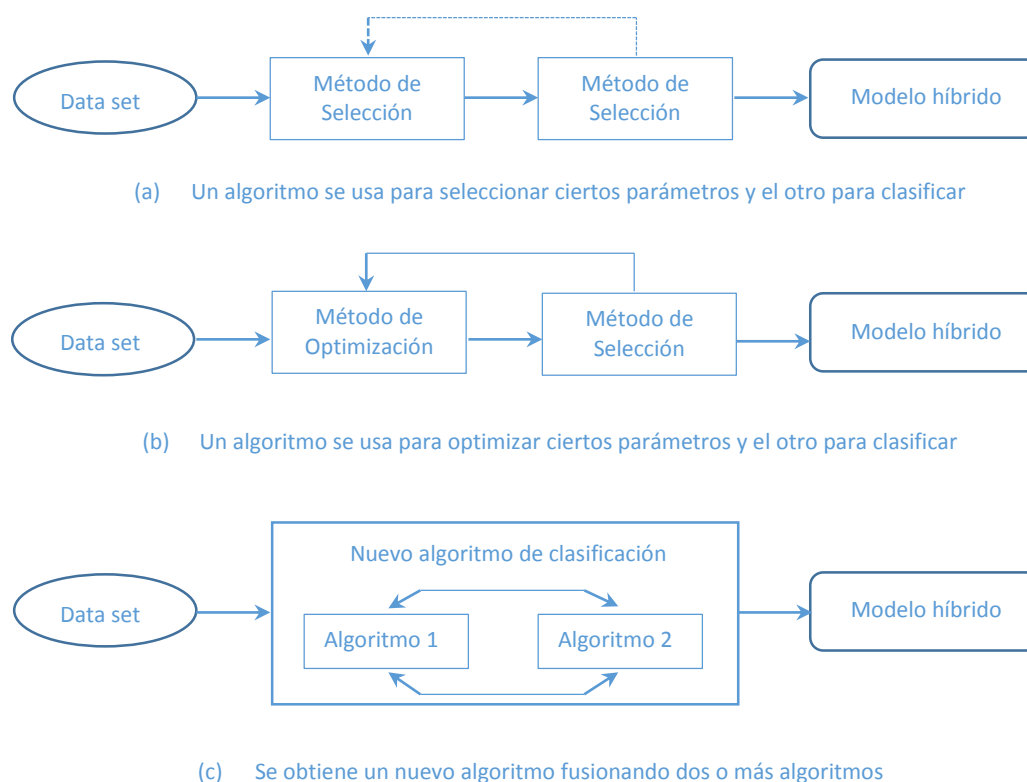 Data set
Método de
Selección
Método de
Selección
Modelo híbrido
(a) Un algoritmo se usa para seleccionar ciertos parámetros y el otro para clasificar
Data set
Método de
Optimización
Método de
Selección
Modelo híbrido
(b) Un algoritmo se usa para optimizar ciertos parámetros y el otro para clasificar
Nuevo algoritmo de clasificación
Data set
Algoritmo 1
Algoritmo 2
Modelo híbrido
(c) Se obtiene un nuevo algoritmo fusionando dos o más algoritmos